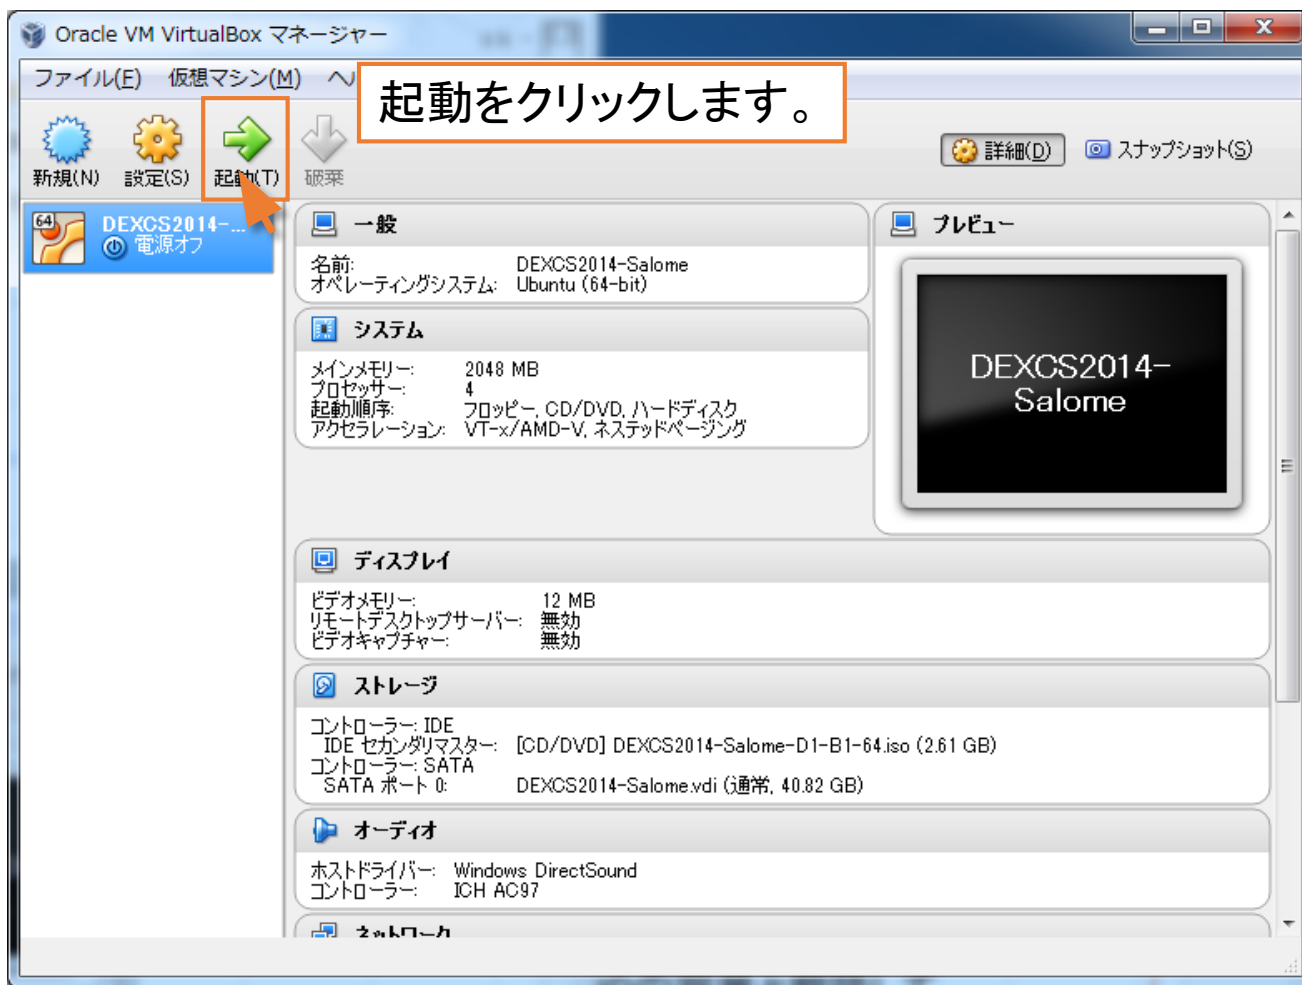 Oracle VM VirtualBox マネージャー
ファイル(F) 仮想マシン(M) ヘル
起動をクリックします。
新規(N) 設定(S) 起動(T) 破棄
詳細(D) スナップショット(S)
64
DEXCS2014-...
電源オフ
一般
名前: DEXCS2014-Salome
オペレーティングシステム: Ubuntu (64-bit)
システム
メインメモリー: 2048 MB
プロセッサー: 4
起動順序: フロッピー, CD/DVD, ハードディスク
アクセラレーション: VT-x/AMD-V, ネステッドページング
プレビュー
DEXCS2014-
Salome
ディスプレイ
ビデオメモリー: 12 MB
リモートデスクトップサーバー: 無効
ビデオキャプチャー: 無効
ストレージ
コントローラー: IDE
IDE セカンダリマスター: [CD/DVD] DEXCS2014-Salome-D1-B1-64.iso (2.61 GB)
コントローラー: SATA
SATA ポート 0: DEXCS2014-Salome.vdi (通常, 40.82 GB)
オーディオ
ホストドライバー: Windows DirectSound
コントローラー: ICH AC97
ネットワーク